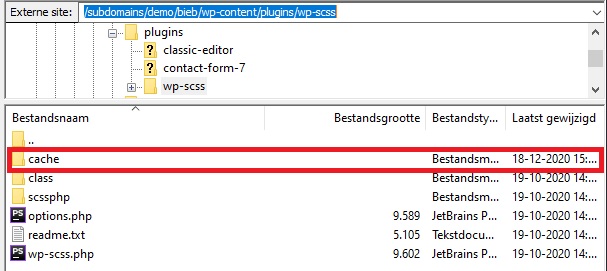 Externe site: /subdomains/demo/bieb/wp-content/plugins/wp-scss
plugins
classic-editor
contact-form-7
wp-scss
Bestandsnaam Bestandsgrootte Bestandsty... Laatst gewijzigd
..
cache Bestandsm... 18-12-2020 15:...
class Bestandsm... 19-10-2020 14:...
scssphp Bestandsm... 19-10-2020 14:...
options.php 9.589 JetBrains P... 19-10-2020 14:...
readme.txt 5.105 Tekstdocu... 19-10-2020 14:...
wp-scss.php 9.602 JetBrains P... 19-10-2020 14:...